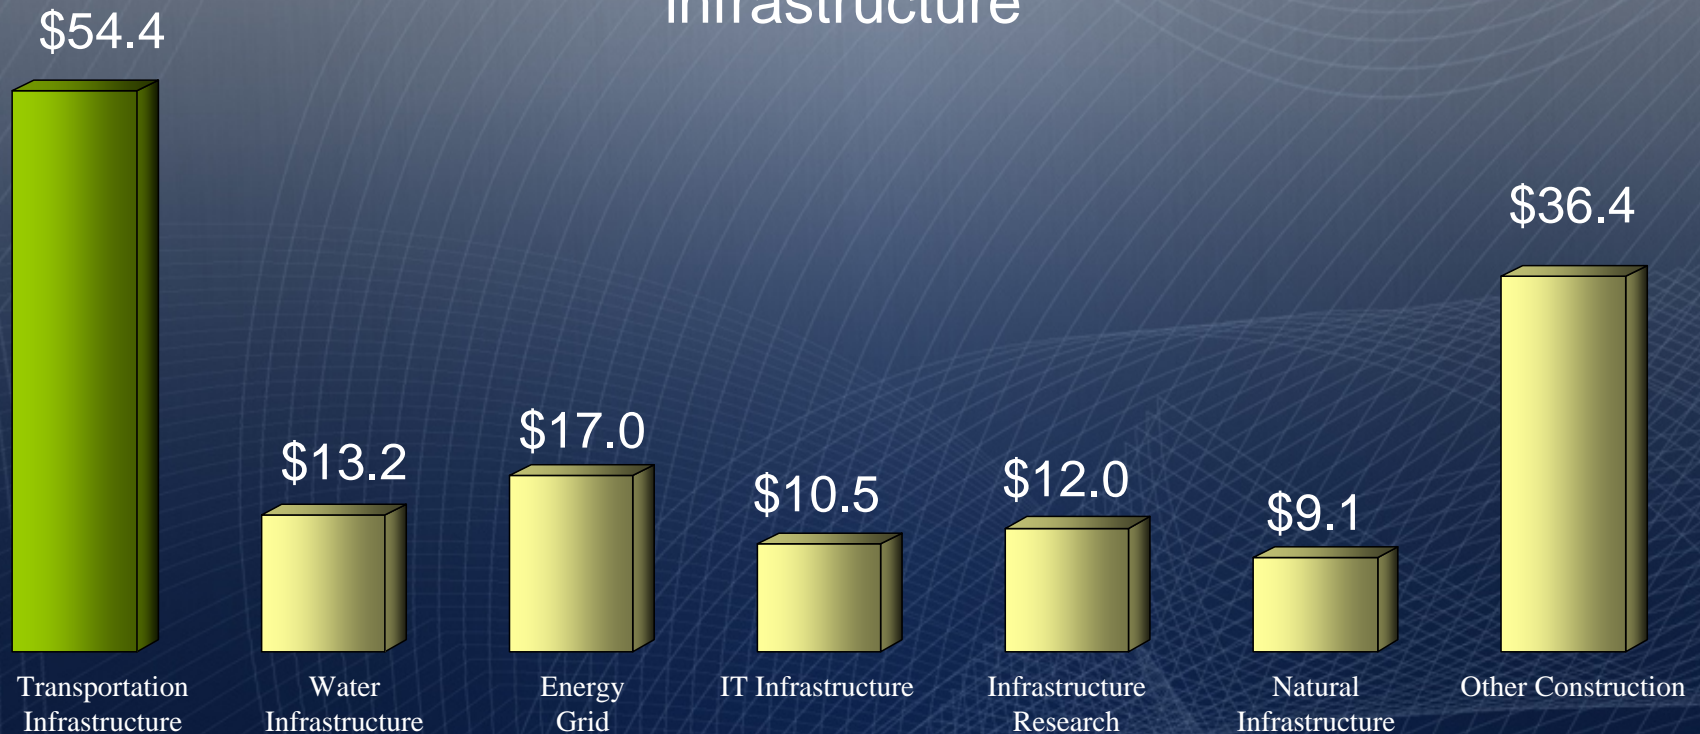 infrastructure
$54.4
$36.4
$17.0
$13.2
$12.0
$10.5
$9.1
Transportation
Infrastructure
Water
Infrastructure
Energy
Grid
IT Infrastructure
Infrastructure
Research
Natural
Infrastructure
Other Construction